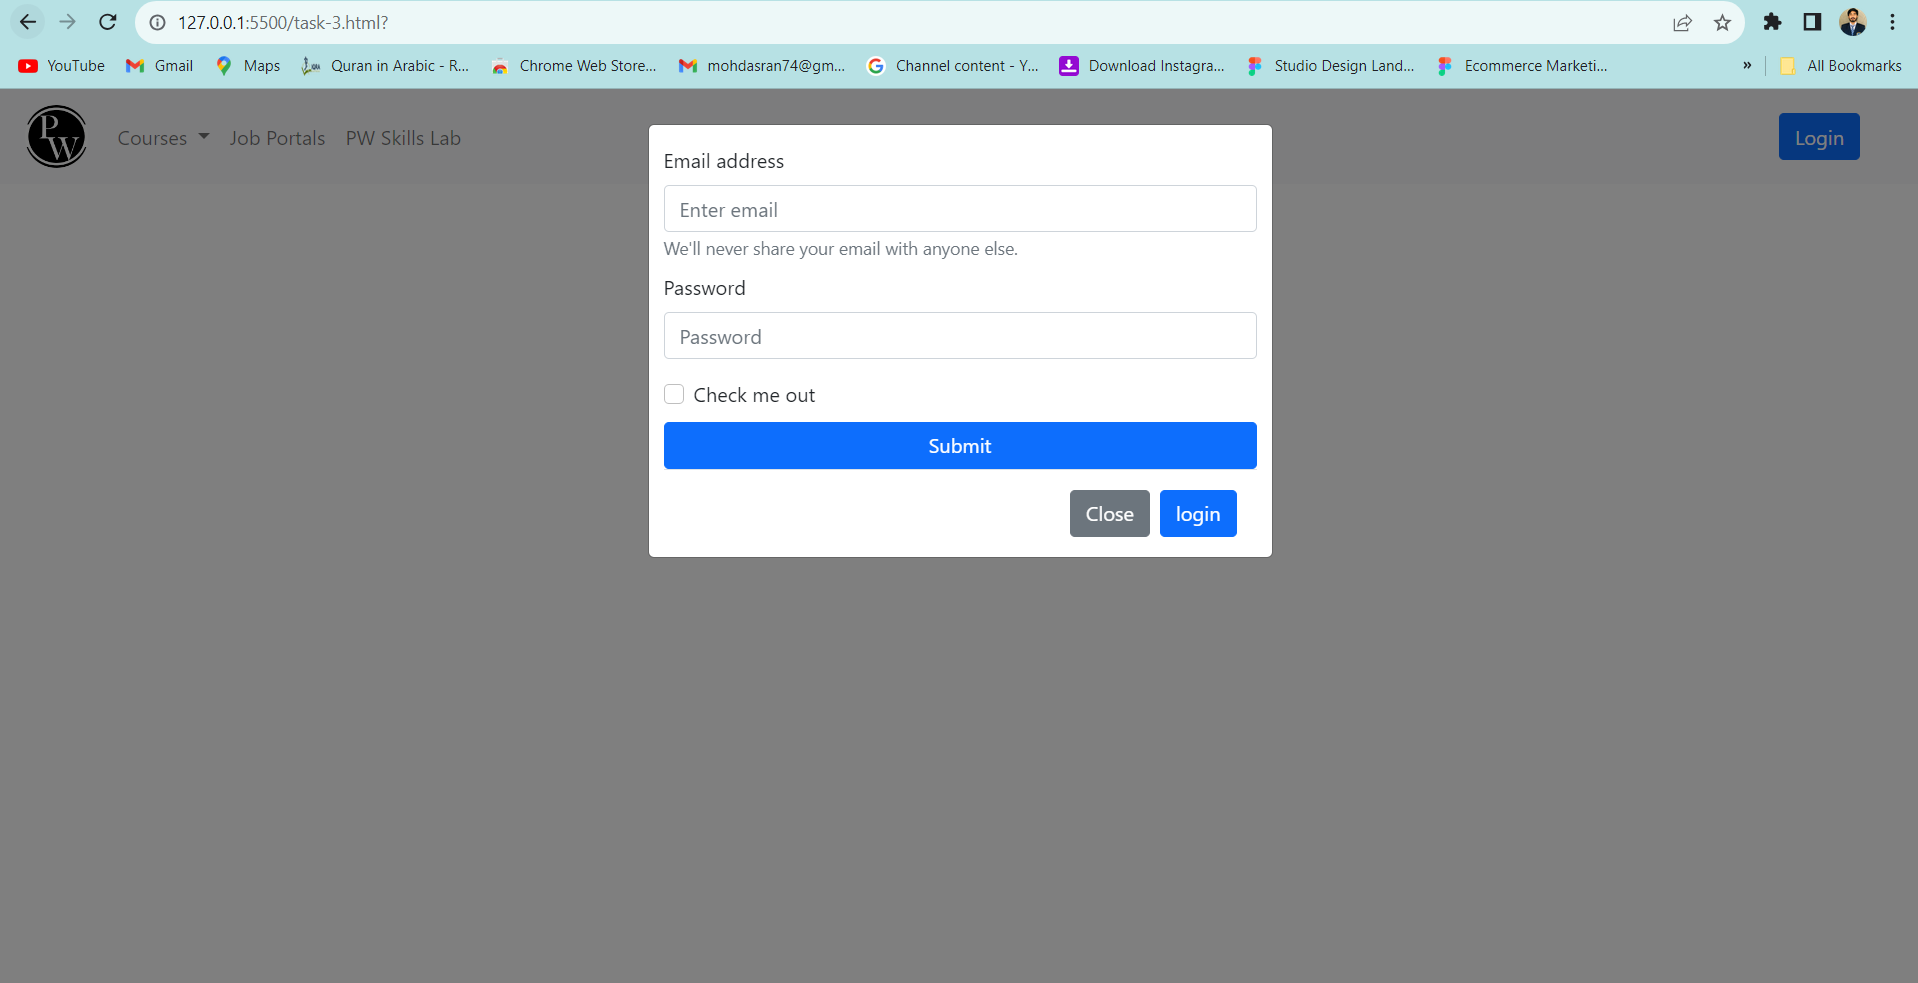 127.0.0.1:5500/task-3.html?
YouTube Gmail Maps Quran in Arabic - R... Chrome Web Store... mohdasran74@gm... Channel content - Y... Download Instagra... Studio Design Land... Ecommerce Marketi... » All Bookmarks
PW Courses Job Portals PW Skills Lab Login
Email address
Enter email
We'll never share your email with anyone else.
Password
Password
Check me out
Submit
Close login